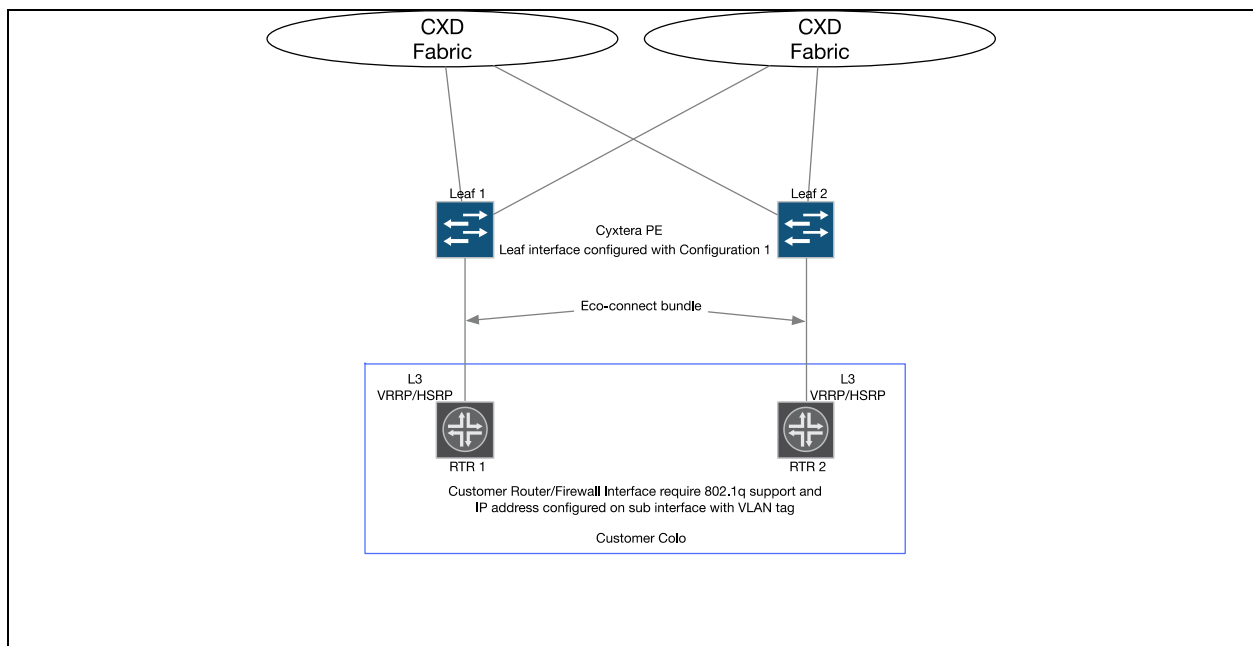 CXD
Fabric
CXD
Fabric
Leaf 1
Leaf 2
Cyxtera PE
Leaf interface configured with Configuration 1
Eco-connect bundle
L3
VRRP/HSRP
L3
VRRP/HSRP
RTR 1
RTR 2
Customer Router/Firewall Interface require 802.1q support and
IP address configured on sub interface with VLAN tag
Customer Colo